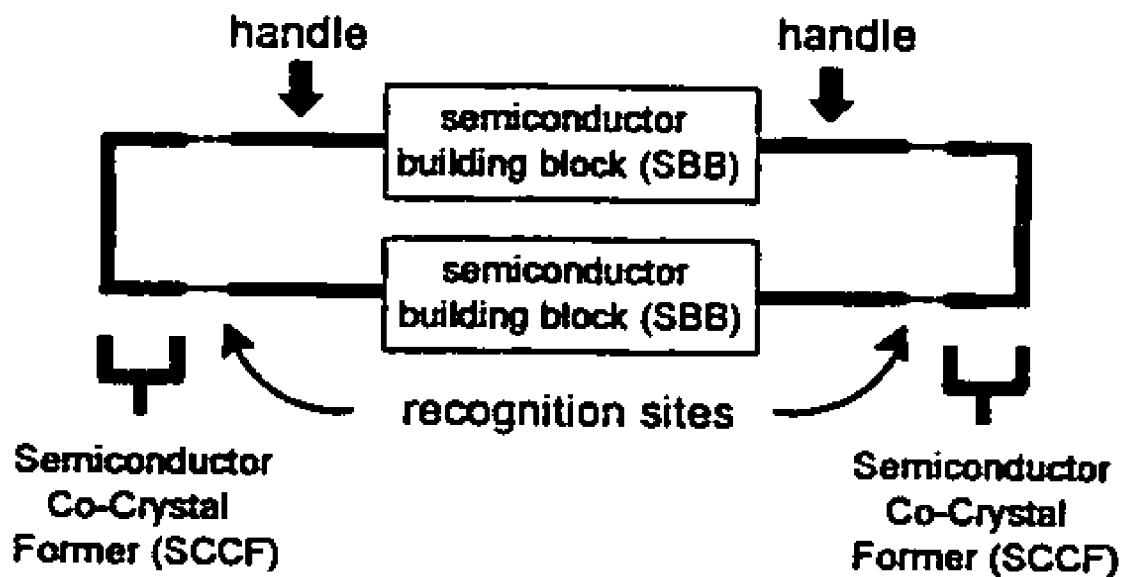 handle
handle
semiconductor
building block (SBB)
semiconductor
building block (SBB)
recognition sites
Semiconductor
Co-Crystal
Former (SCCF)
Semiconductor
Co-Crystal
Former (SCCF)